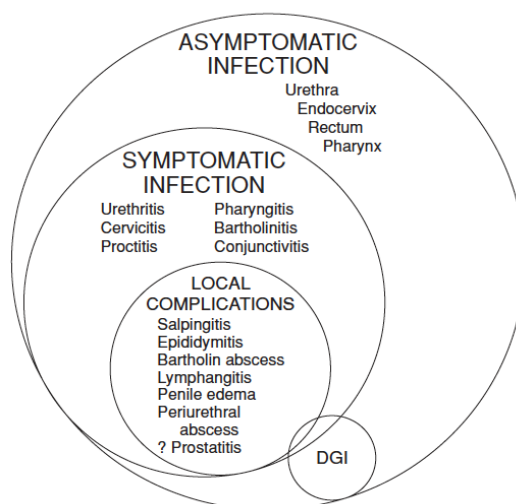 ASYMPTOMATIC
INFECTION
Urethra
Endocervix
Rectum
Pharynx
SYMPTOMATIC
INFECTION
Urethritis Pharyngitis
Cervicitis Bartholinitis
Proctitis Conjunctivitis
LOCAL
COMPLICATIONS
Salpingitis
Epididymitis
Bartholin abscess
Lymphangitis
Penile edema
Periurethral
abscess
? Prostatitis
DGI